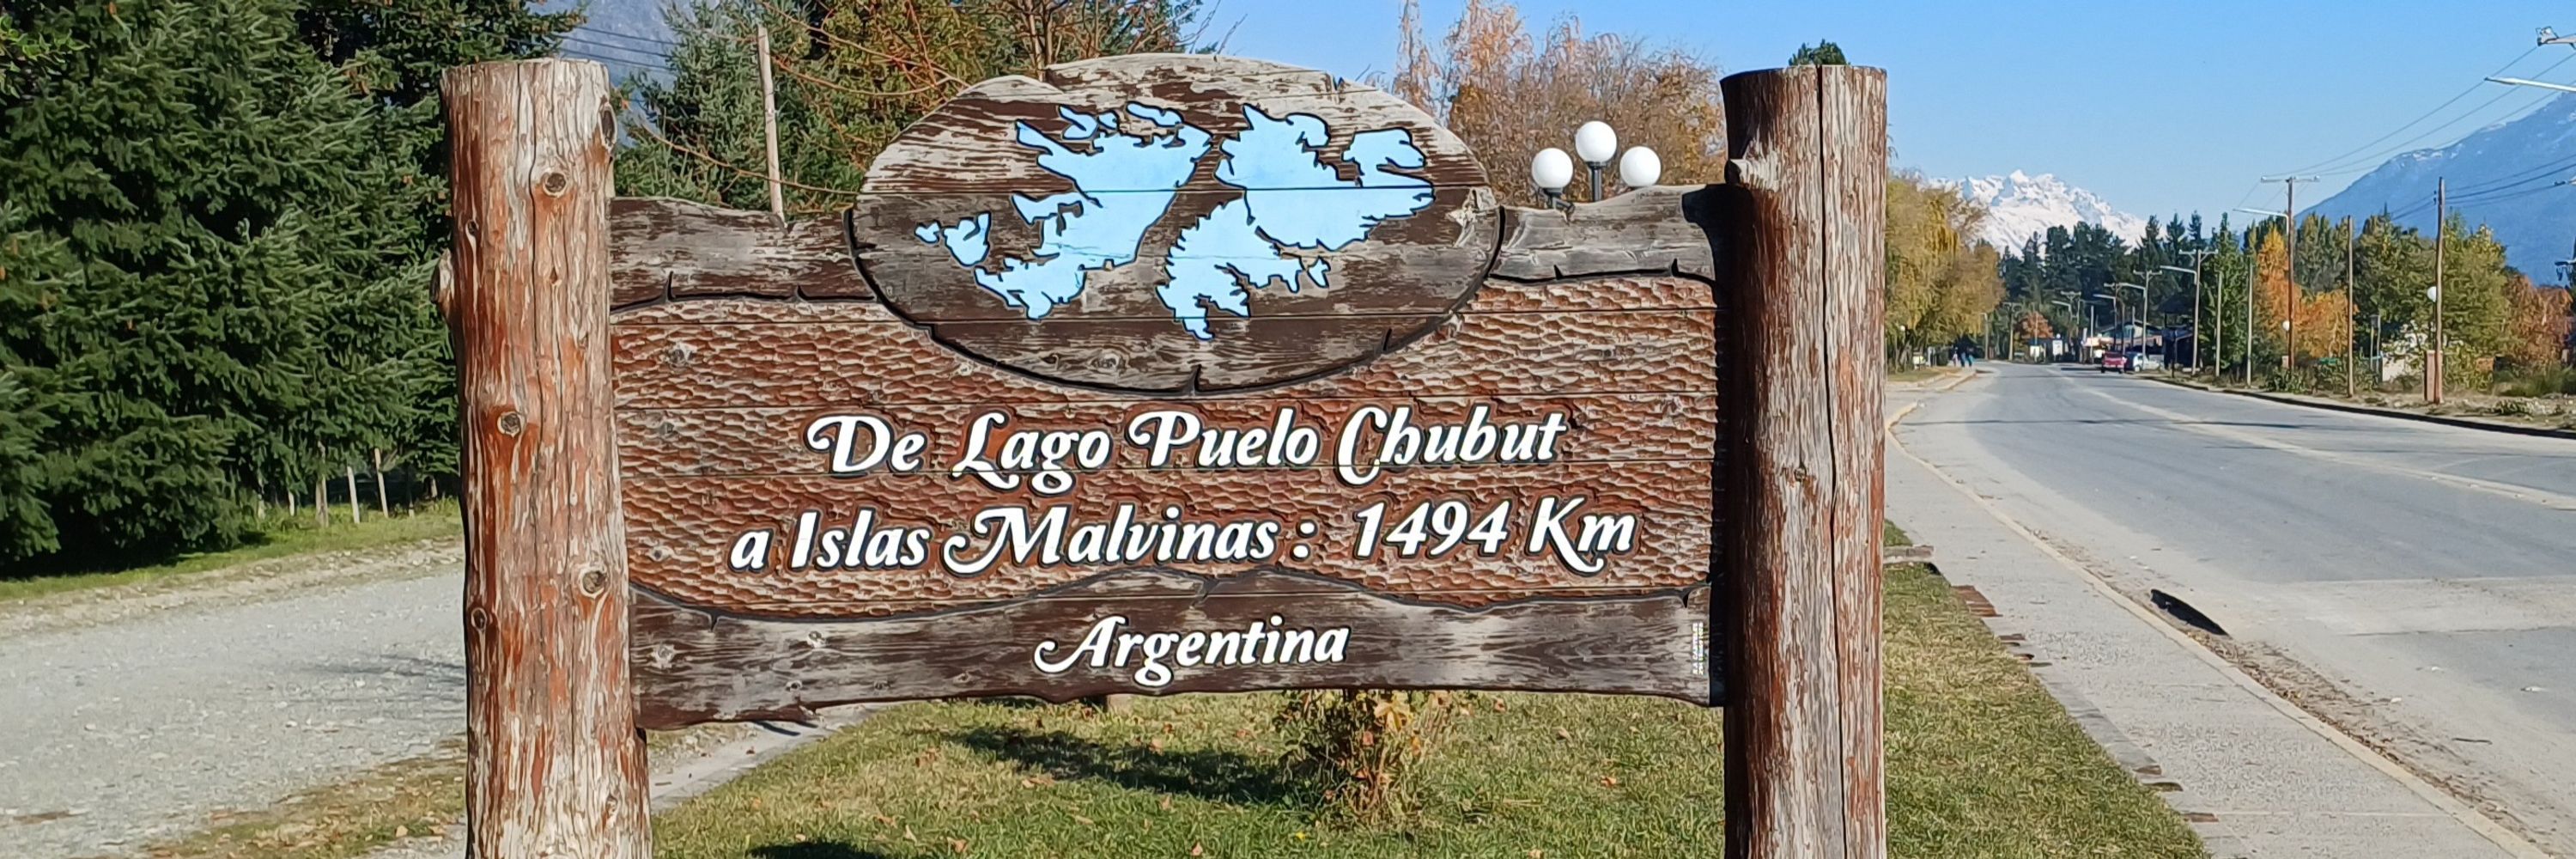 De Lago Puelo Chubut
a Islas Malvinas: 1494 Km
Argentina